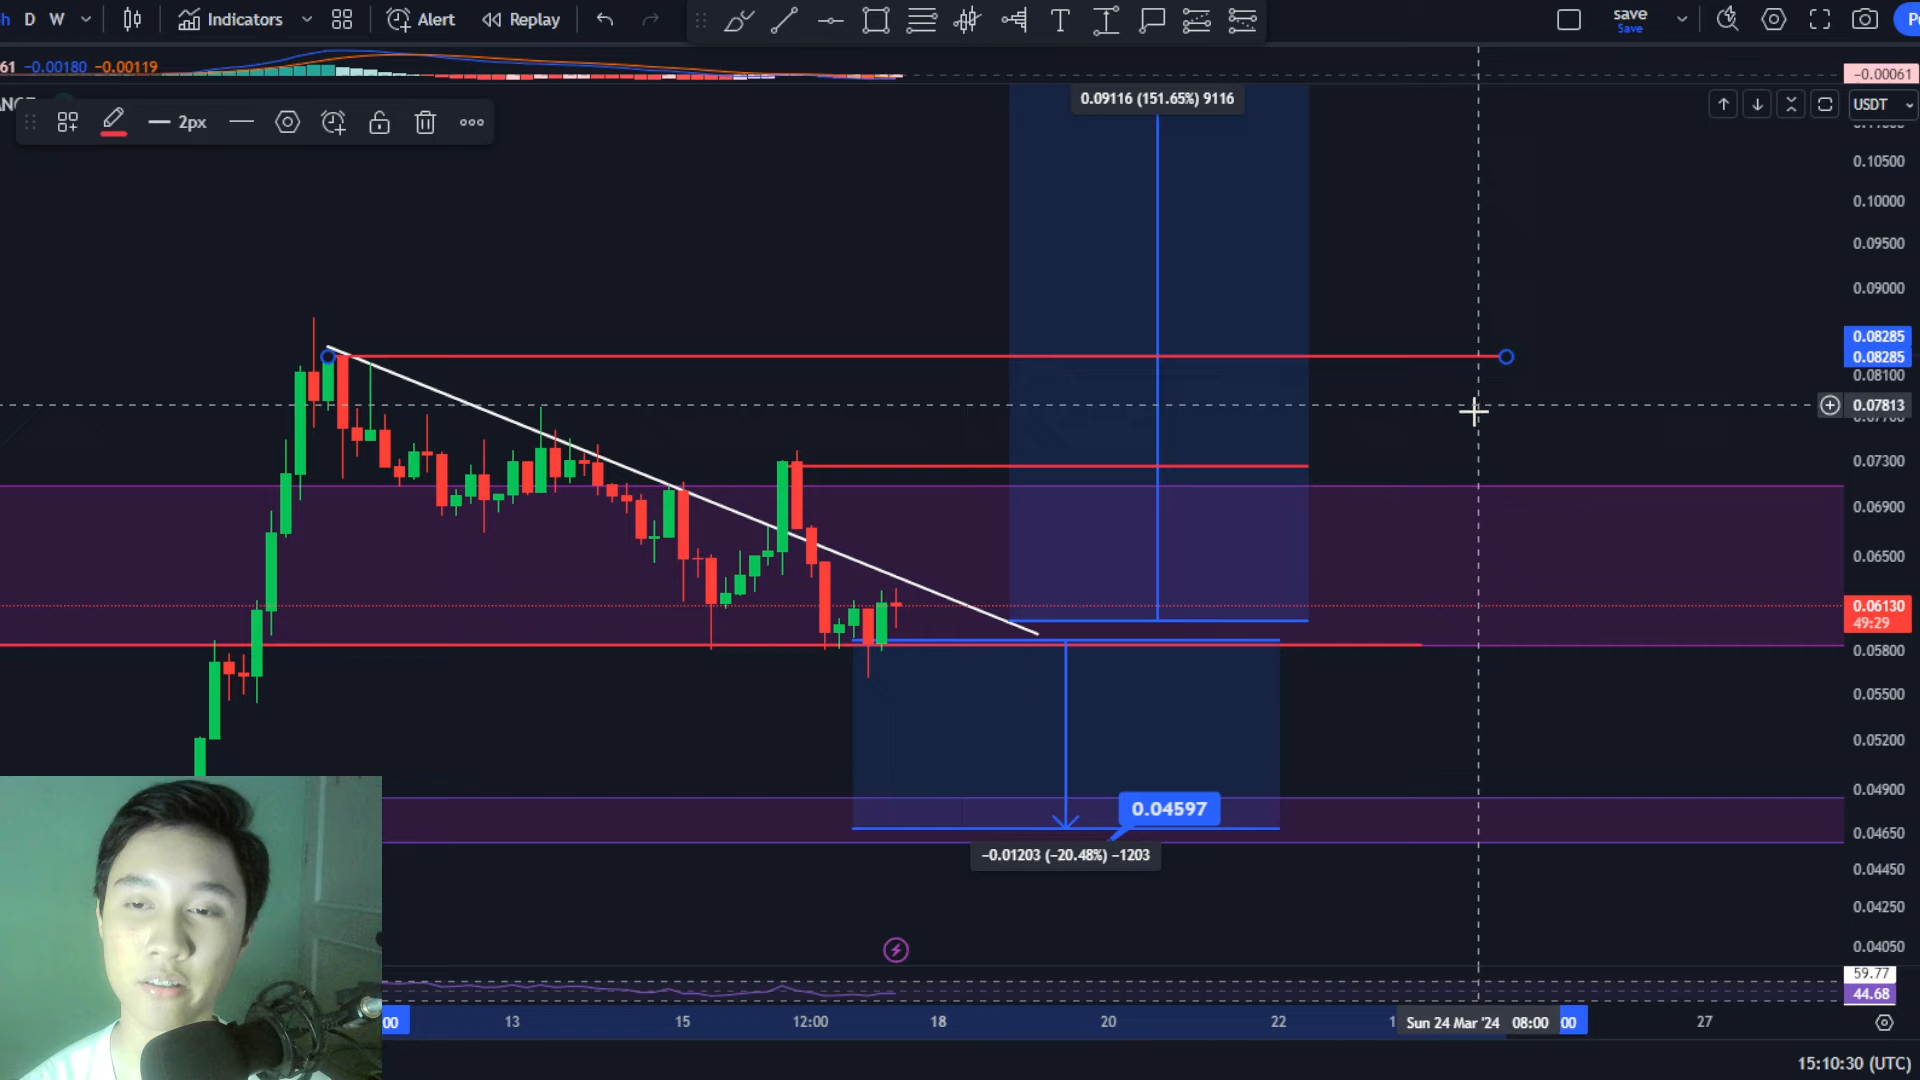 D W Indicators Alert Replay save
Save
61 −0.00180 −0.00119
−0.00061
2px
0.09116 (151.65%) 9116
USDT
0.10500
0.10000
0.09500
0.09000
0.08285
0.08285
0.08100
0.07813
0.07300
0.06900
0.06500
0.06130
49:29
0.05800
0.05500
0.05200
0.04900
0.04597
0.04650
−0.01203 (−20.48%) −1203
0.04450
0.04250
0.04050
59.77
44.68
00 13 15 12:00 18 20 22 Sun 24 Mar '24 08:00 00 27
15:10:30 (UTC)